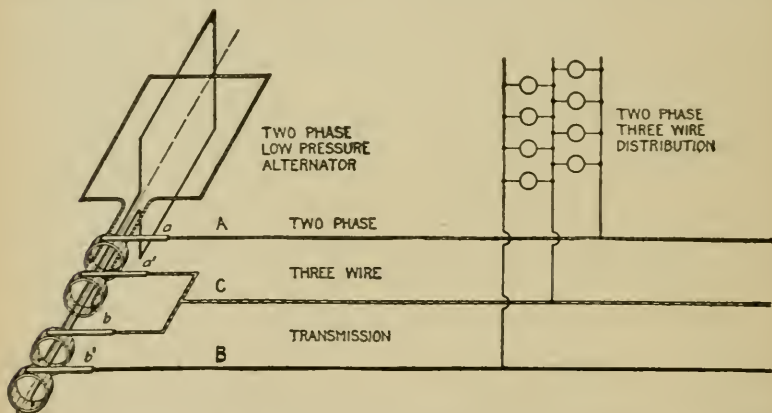 TWO PHASE
LOW PRESSURE
ALTERNATOR
TWO PHASE
THREE WIRE
DISTRIBUTION
a
A
TWO PHASE
a'
THREE WIRE
C
b
TRANSMISSION
b'
B